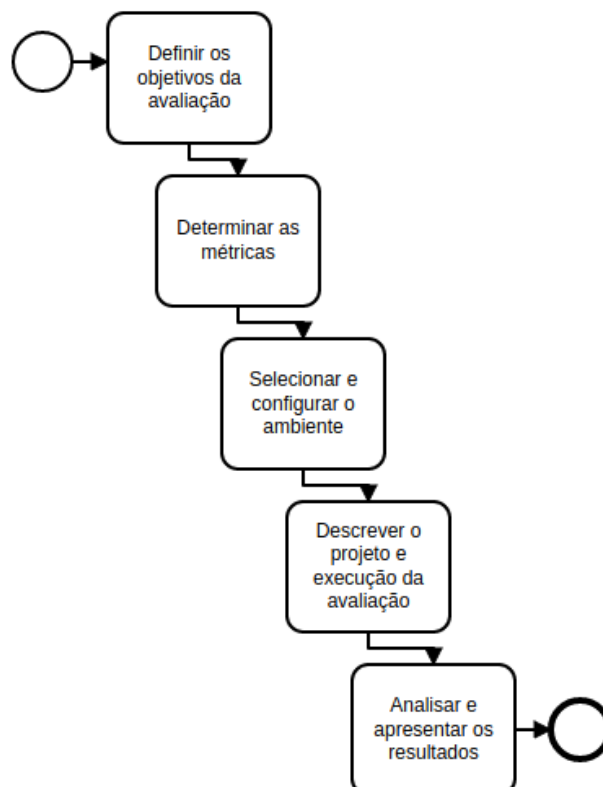 Definir os
objetivos da
avaliação
Determinar as
métricas
Selecionar e
configurar o
ambiente
Descrever o
projeto e
execução da
avaliação
Analisar e
apresentar os
resultados